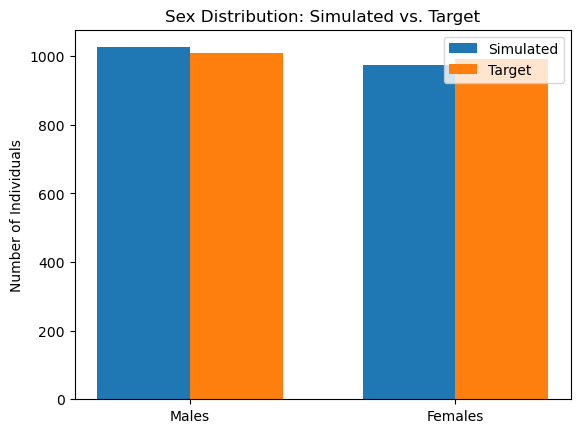 Sex Distribution: Simulated vs. Target
Simulated
Target
Number of Individuals
1000
800
600
400
200
0
Males
Females